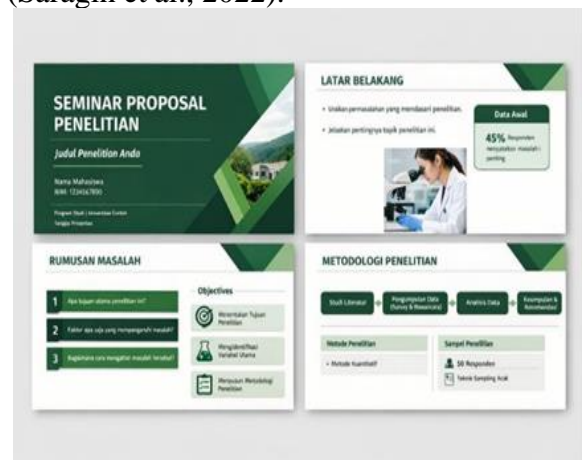 (Saragih et al., 2022).
SEMINAR PROPOSAL
PENELITIAN
Judul Penelitian Anda
Nama Mahasiswa
NIM: 1234567890
Program Studi | Universitas Contoh
LATAR BELAKANG
• Uraikan permasalahan yang mendasari penelitian.
• Jelaskan pentingnya topik penelitian ini.
Data Awal
45% Responden
menyatakan masalah
penting
RUMUSAN MASALAH
1 Apa tujuan utama penelitian ini?
2 Faktor apa saja yang mempengaruhi masalah?
3 Bagaimana cara mengatasi masalah tersebut?
Objectives
Menentukan Tujuan
Penelitian
Mengidentifikasi
Variabel Utama
Menyusun Metodologi
Penelitian
METODOLOGI PENELITIAN
Studi Literatur
Pengumpulan Data
(Survey & Wawancara)
Analisis Data
Kesimpulan &
Rekomendasi
Metode Penelitian
• Metode Kuantitatif
Sampel Penelitian
50 Responden
Teknik Sampling Acak